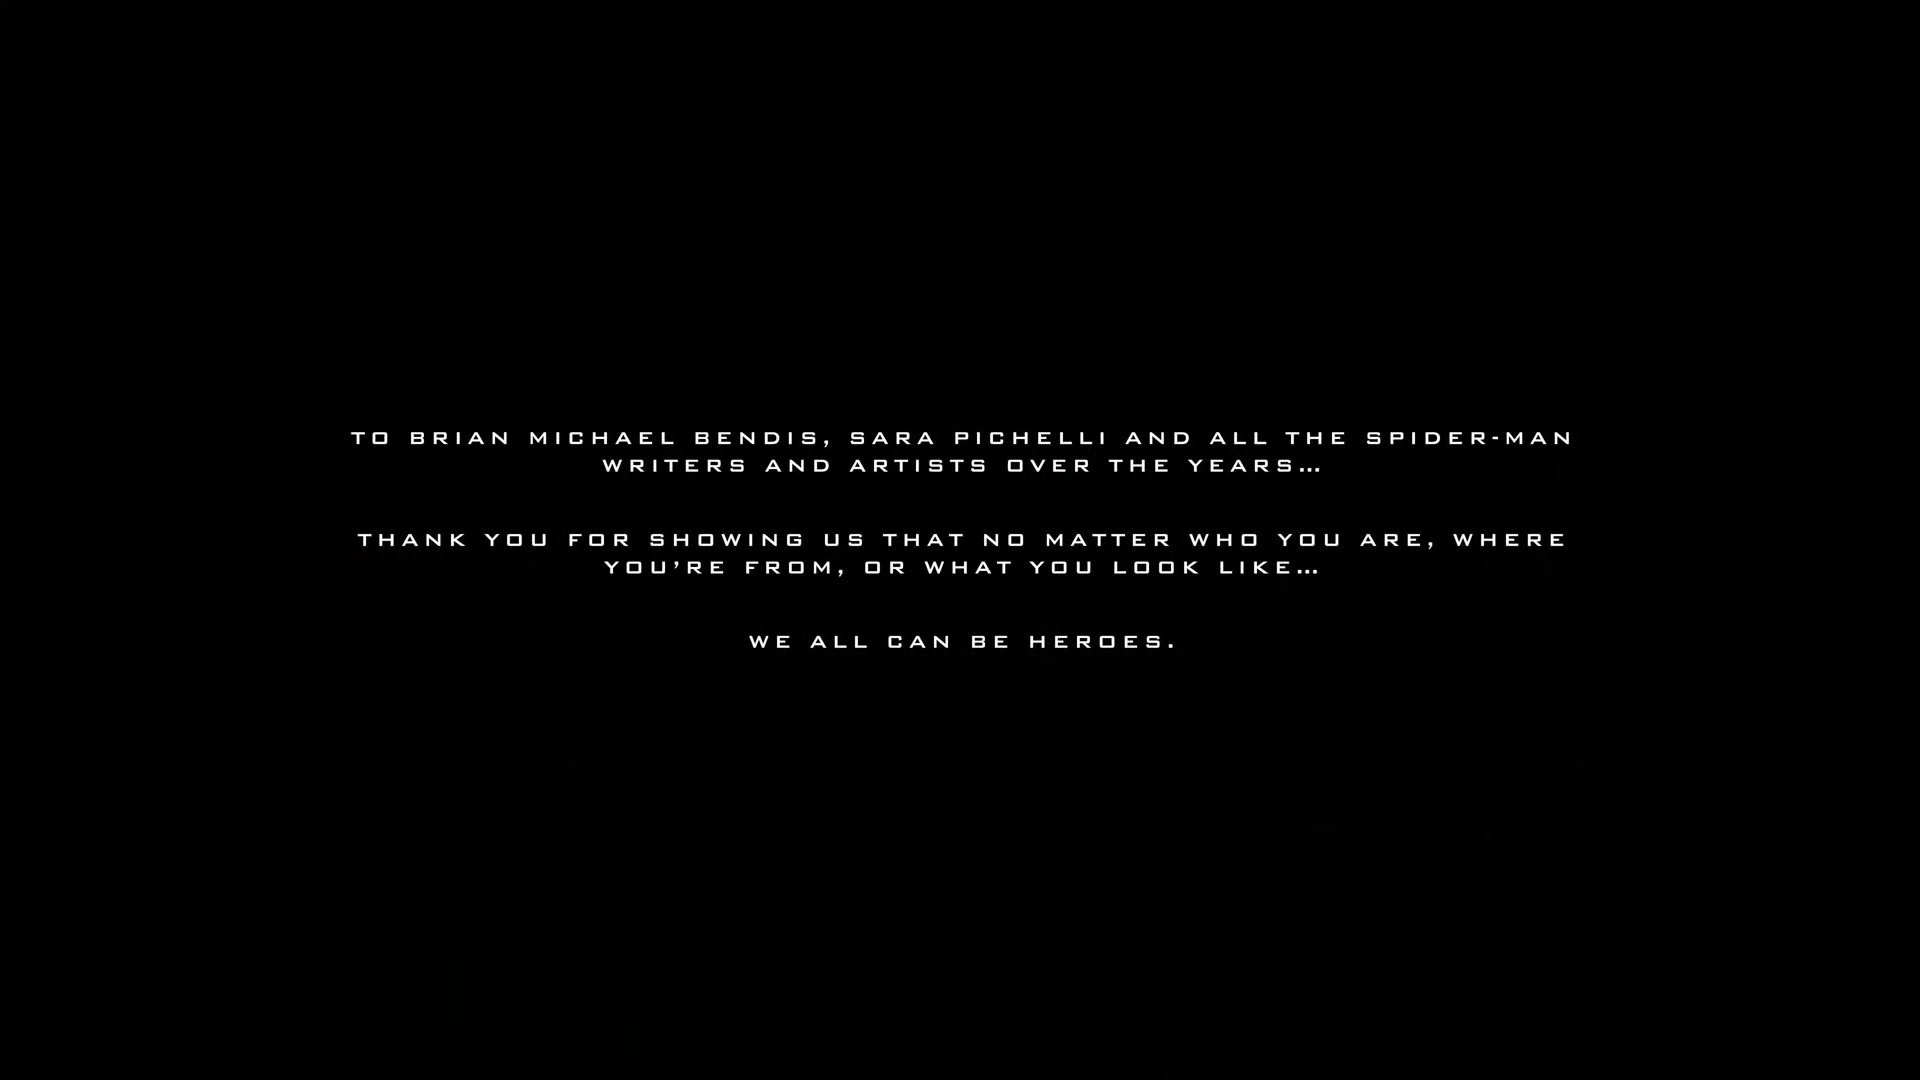 TO BRIAN MICHAEL BENDIS, SARA PICHELLI AND ALL THE SPIDER-MAN
WRITERS AND ARTISTS OVER THE YEARS...
THANK YOU FOR SHOWING US THAT NO MATTER WHO YOU ARE, WHERE
YOU'RE FROM, OR WHAT YOU LOOK LIKE...
WE ALL CAN BE HEROES.